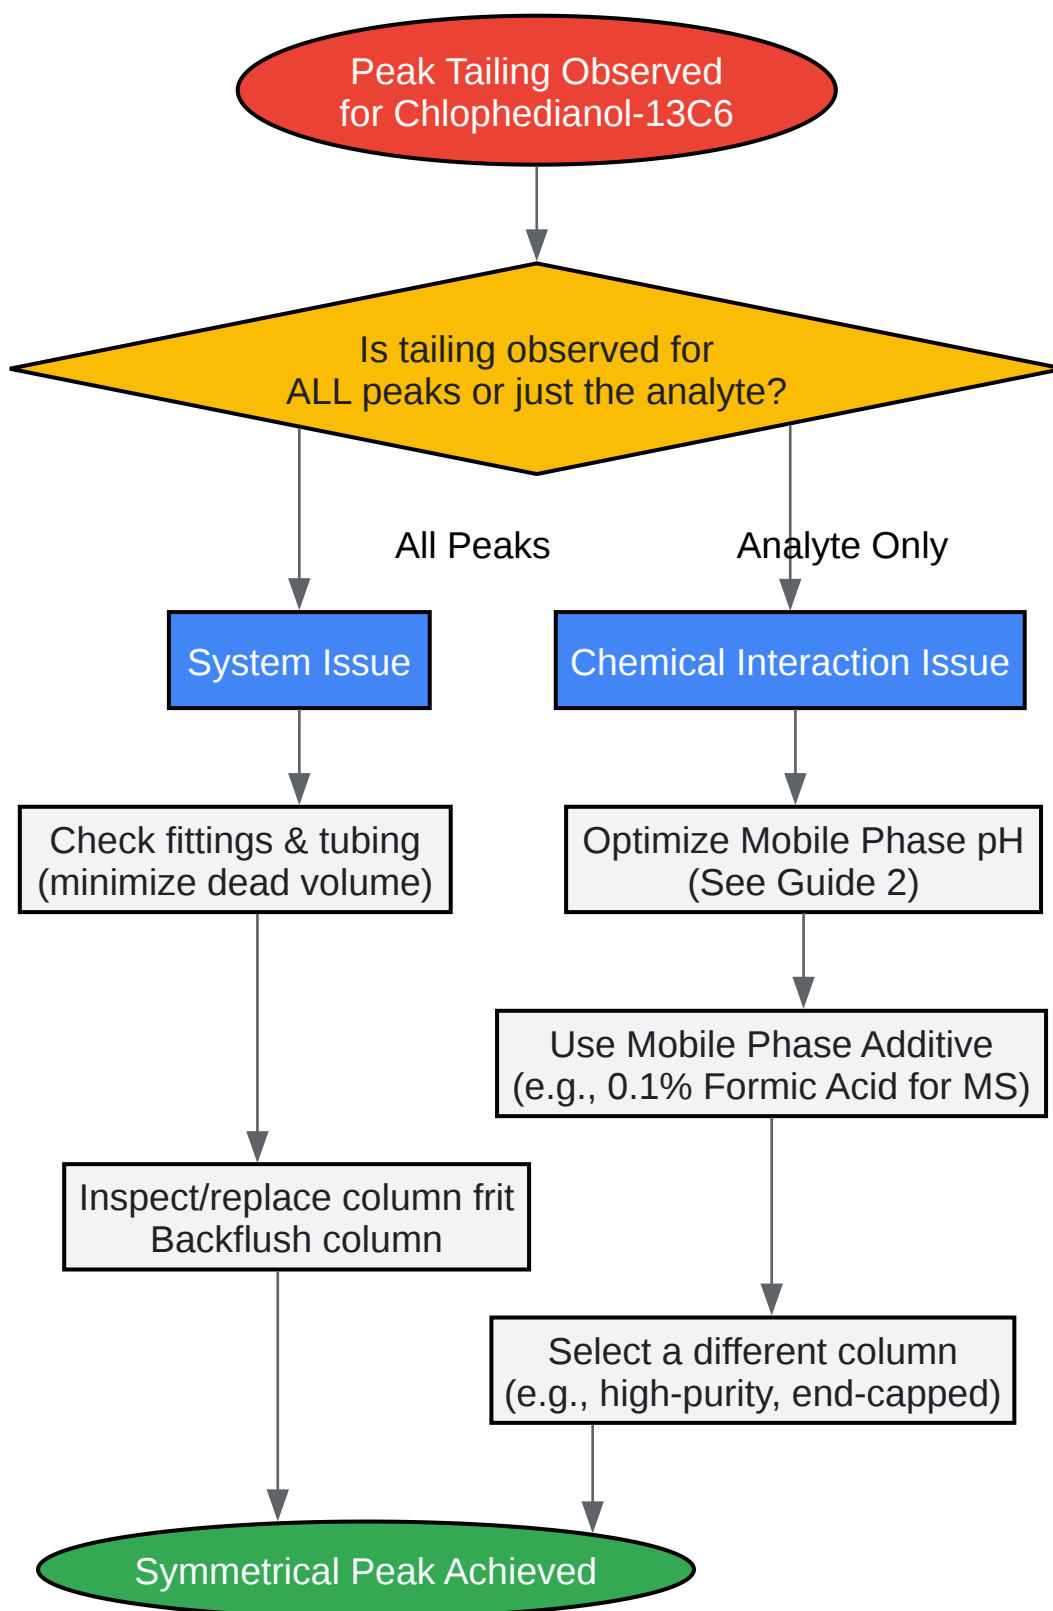 Peak Tailing Observed
for Chlophedianol-13C6
Is tailing observed for
ALL peaks or just the analyte?
All Peaks
Analyte Only
System Issue
Chemical Interaction Issue
Check fittings & tubing
(minimize dead volume)
Optimize Mobile Phase pH
(See Guide 2)
Use Mobile Phase Additive
(e.g., 0.1% Formic Acid for MS)
Inspect/replace column frit
Backflush column
Select a different column
(e.g., high-purity, end-capped)
Symmetrical Peak Achieved